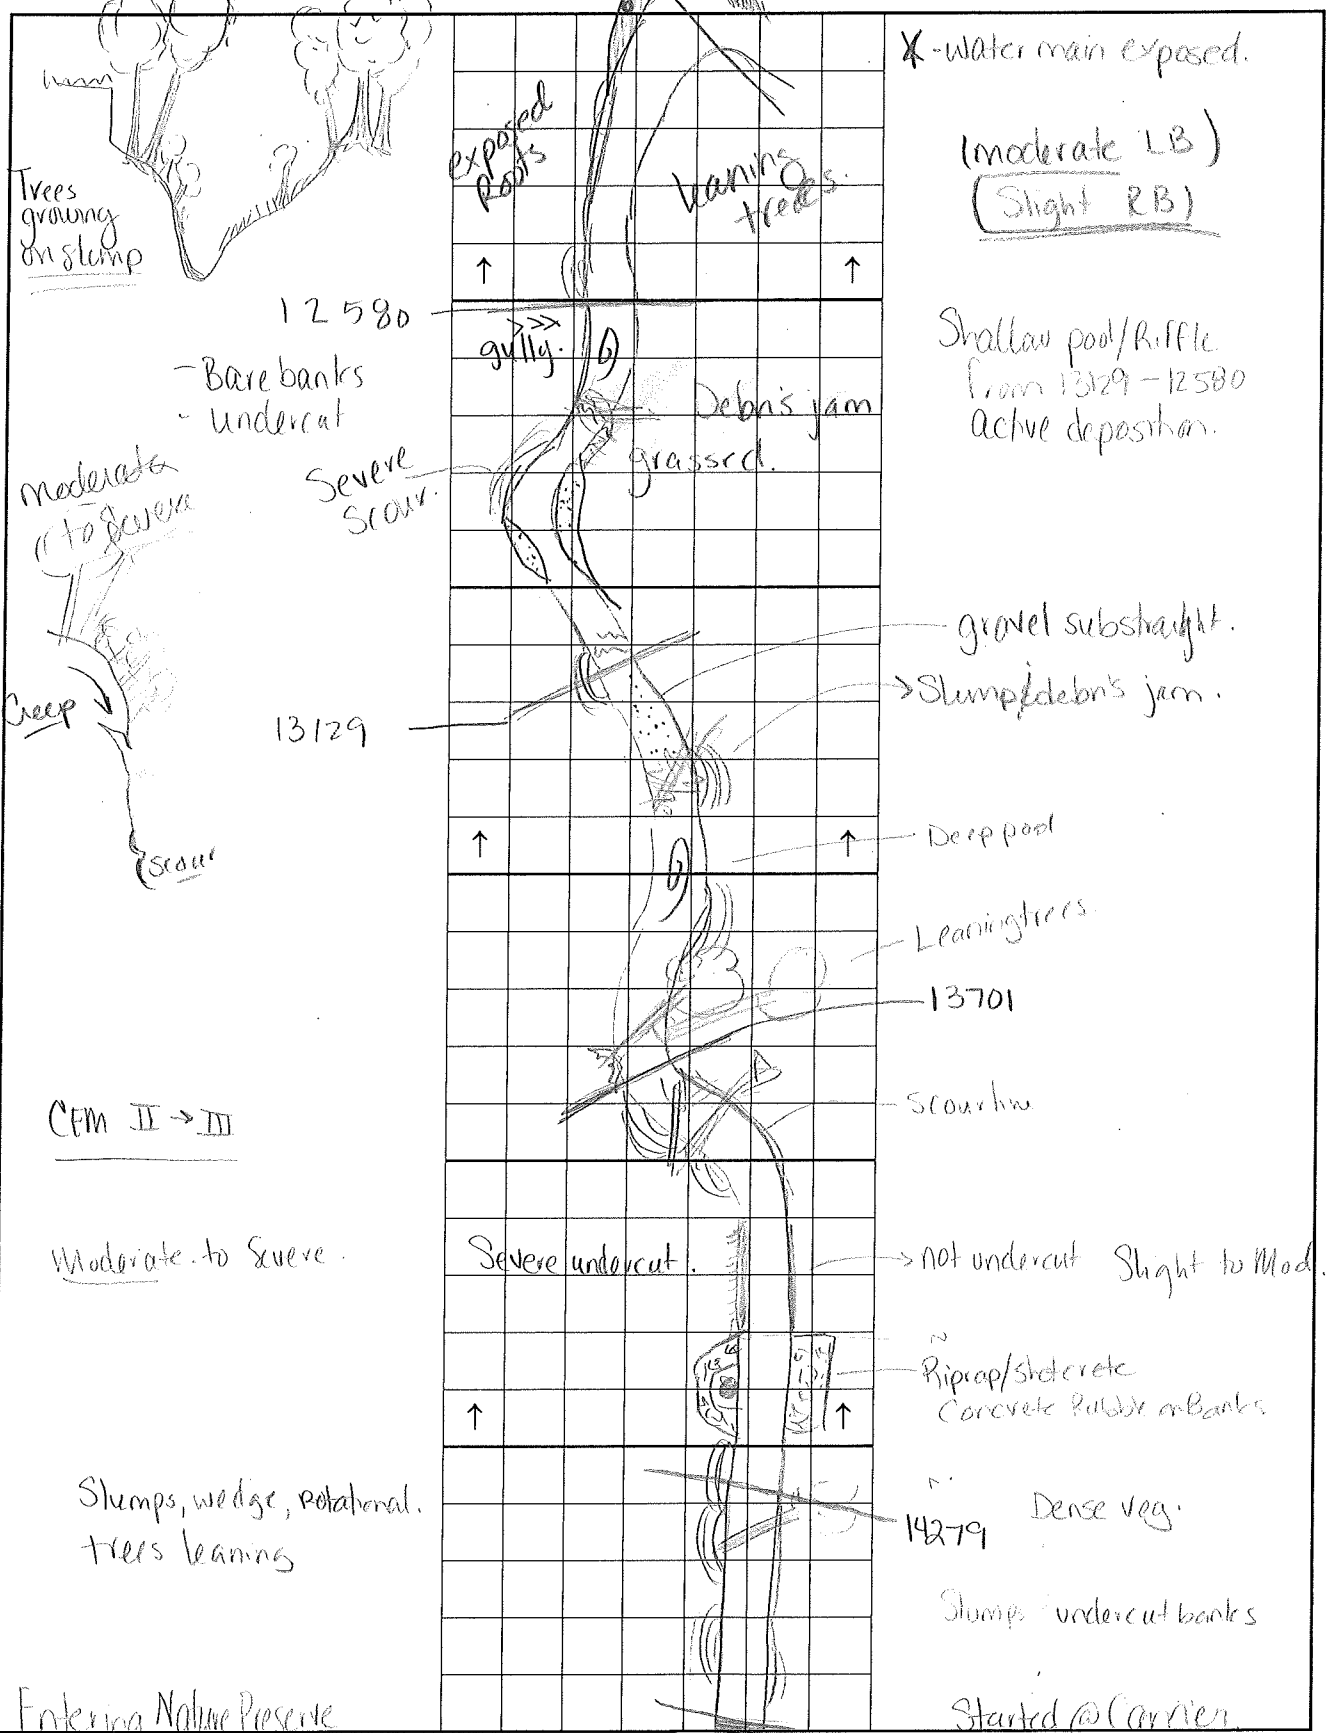 X - Water main exposed.
(moderate LB)
(Slight RB)
exposed
Roots
leaning
trees.
Trees
growing
on slump
↑ ↑
12580
>>>
gully.
- Bare banks
- undercut
Shallow pool/Riffle
from 13129-12580
active deposition.
Debris jam
grassed.
Severe
Scour.
moderate
to severe
gravel substraight.
Slump/debris jam.
Creep
13129
↑ ↑
Deep pool
scour
Leaning trees.
13701
CEM II → III
Scour line
Moderate to Severe.
Severe undercut.
not undercut Slight to Mod.
Riprap/shotcrete
Concrete Rubble on Banks
↑ ↑
Slumps, wedge, rotational.
trees leaning
14279
Dense veg.
Slumps undercut banks
Entering Nature Preserve
Started @ Carrier